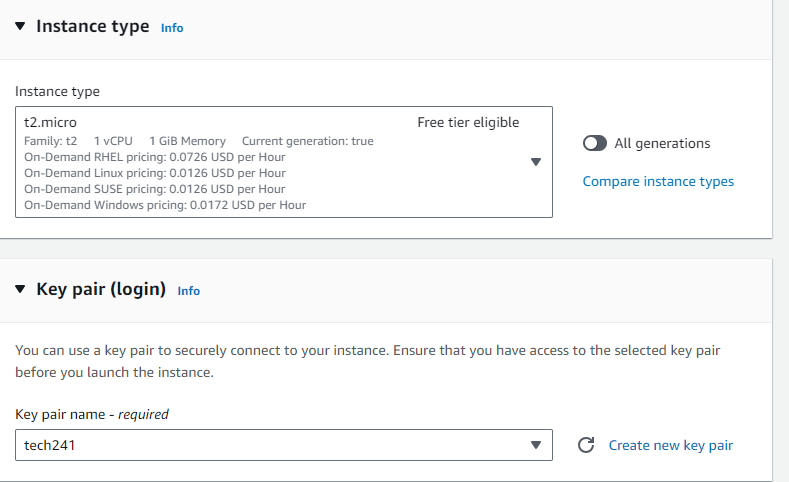 Instance type Info
Instance type
t2.micro Free tier eligible
Family: t2 1 vCPU 1 GiB Memory Current generation: true
On-Demand RHEL pricing: 0.0726 USD per Hour
On-Demand Linux pricing: 0.0126 USD per Hour
On-Demand SUSE pricing: 0.0126 USD per Hour
On-Demand Windows pricing: 0.0172 USD per Hour
All generations
Compare instance types
Key pair (login) Info
You can use a key pair to securely connect to your instance. Ensure that you have access to the selected key pair
before you launch the instance.
Key pair name - required
tech241 Create new key pair